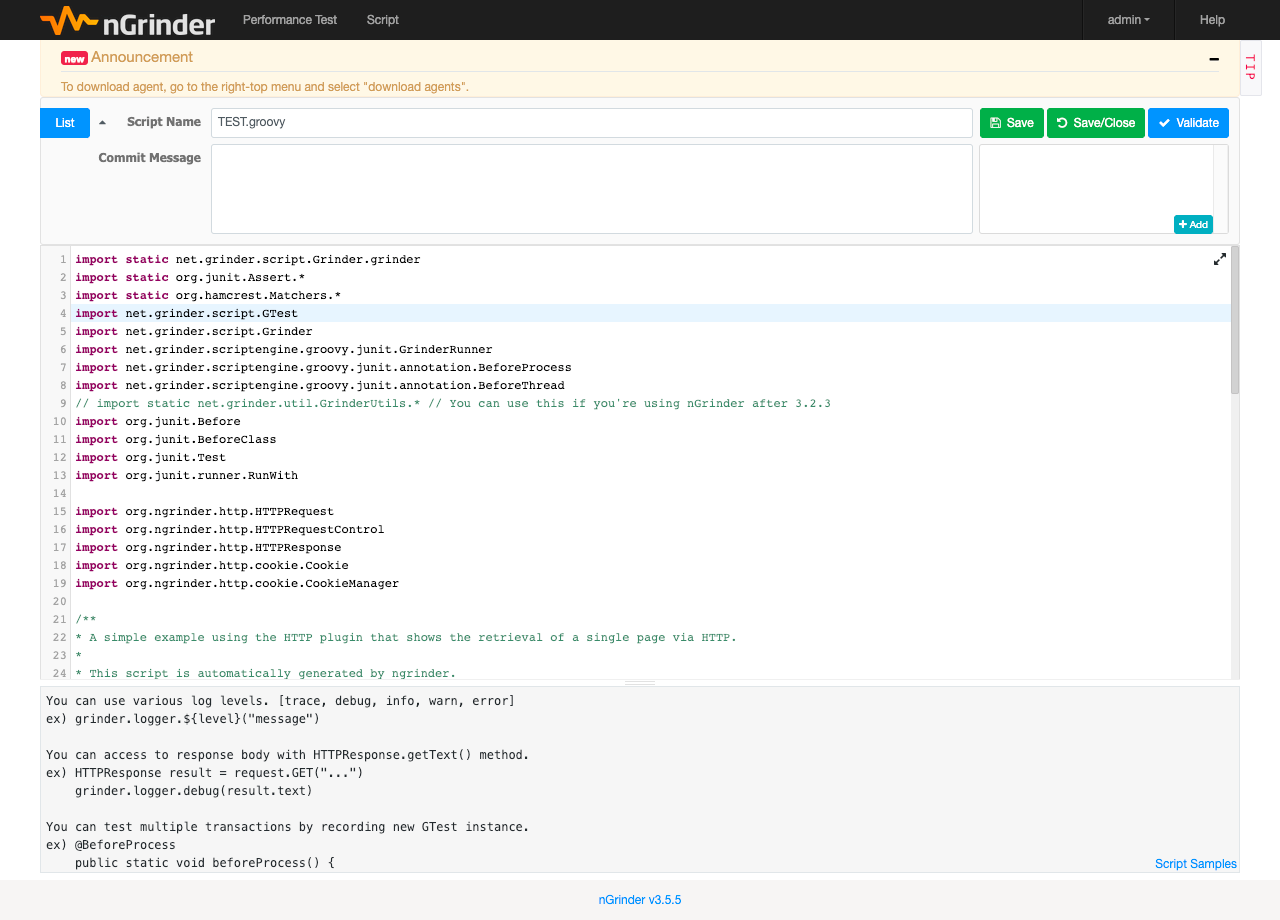 nGrinder Performance Test Script admin Help
new Announcement
TIP
To download agent, go to the right-top menu and select "download agents".
List Script Name TEST.groovy Save Save/Close Validate
Commit Message
Add
1 import static net.grinder.script.Grinder.grinder
2 import static org.junit.Assert.*
3 import static org.hamcrest.Matchers.*
4 import net.grinder.script.GTest
5 import net.grinder.script.Grinder
6 import net.grinder.scriptengine.groovy.junit.GrinderRunner
7 import net.grinder.scriptengine.groovy.junit.annotation.BeforeProcess
8 import net.grinder.scriptengine.groovy.junit.annotation.BeforeThread
9 // import static net.grinder.util.GrinderUtils.* // You can use this if you're using nGrinder after 3.2.3
10 import org.junit.Before
11 import org.junit.BeforeClass
12 import org.junit.Test
13 import org.junit.runner.RunWith
14
15 import org.ngrinder.http.HTTPRequest
16 import org.ngrinder.http.HTTPRequestControl
17 import org.ngrinder.http.HTTPResponse
18 import org.ngrinder.http.cookie.Cookie
19 import org.ngrinder.http.cookie.CookieManager
20
21 /**
22 * A simple example using the HTTP plugin that shows the retrieval of a single page via HTTP.
23 *
24 * This script is automatically generated by ngrinder.
You can use various log levels. [trace, debug, info, warn, error]
ex) grinder.logger.${level}("message")
You can access to response body with HTTPResponse.getText() method.
ex) HTTPResponse result = request.GET("...")
grinder.logger.debug(result.text)
You can test multiple transactions by recording new GTest instance.
ex) @BeforeProcess
public static void beforeProcess() {
Script Samples
nGrinder v3.5.5